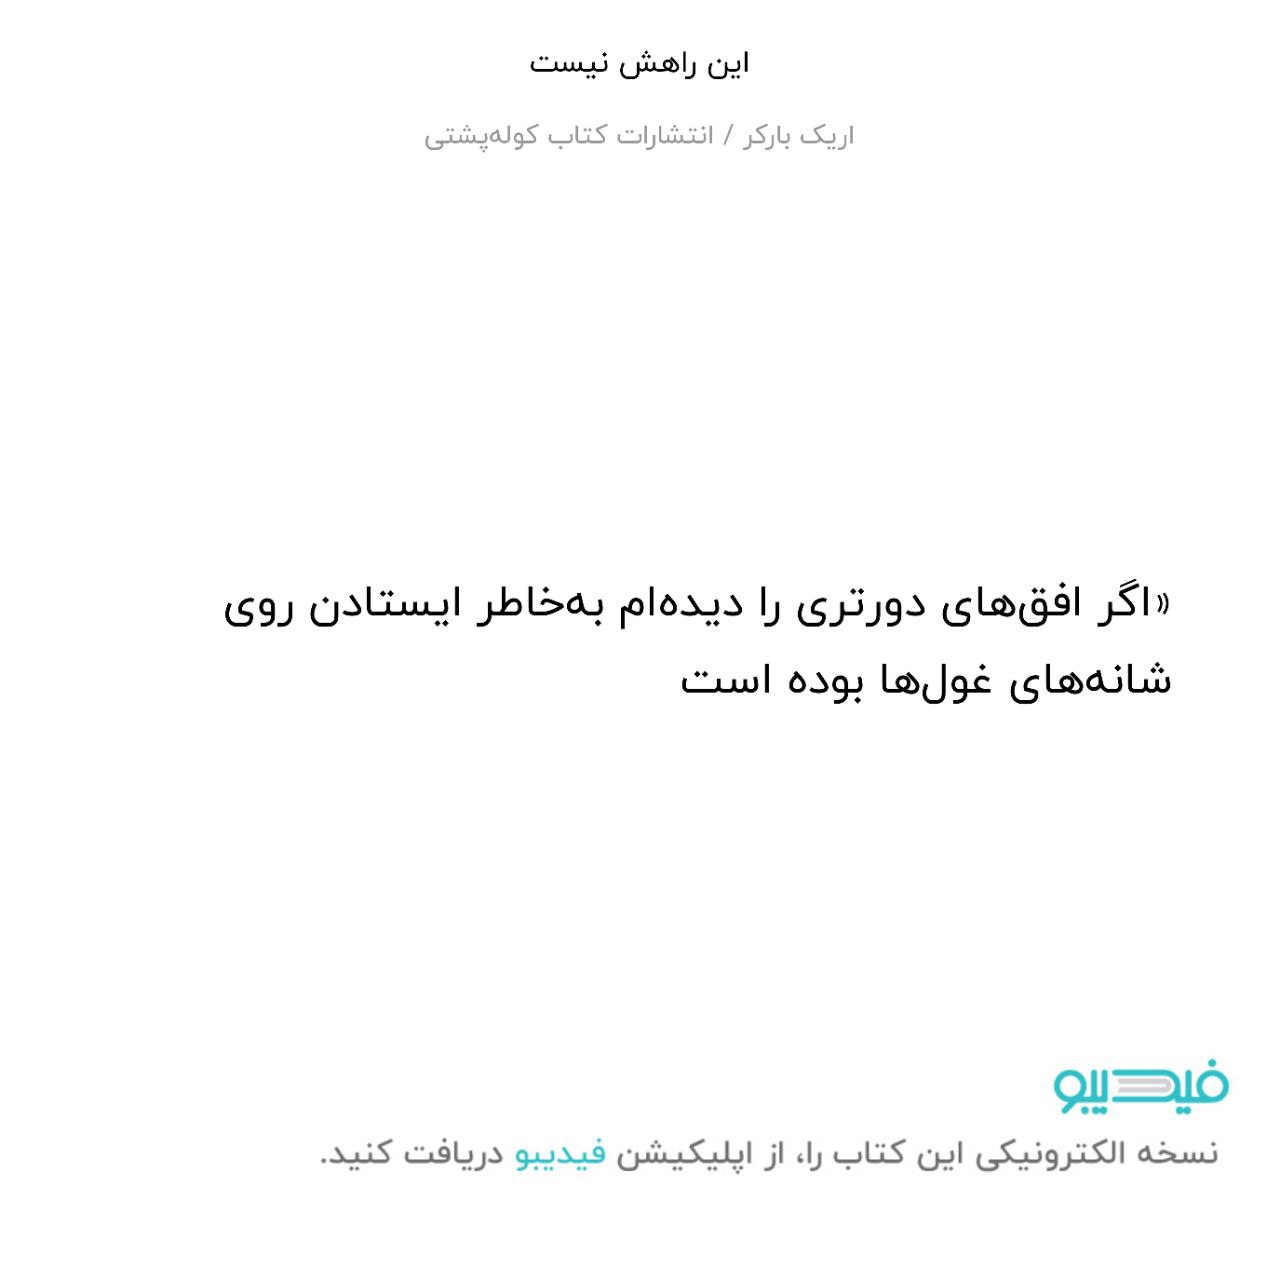 این راهش نیست
اریک بارکر / انتشارات کتاب کوله‌پشتی
«اگر افق‌های دورتری را دیده‌ام به‌خاطر ایستادن روی
شانه‌های غول‌ها بوده است
فیدیبو
نسخه الکترونیکی این کتاب را، از اپلیکیشن فیدیبو دریافت کنید.